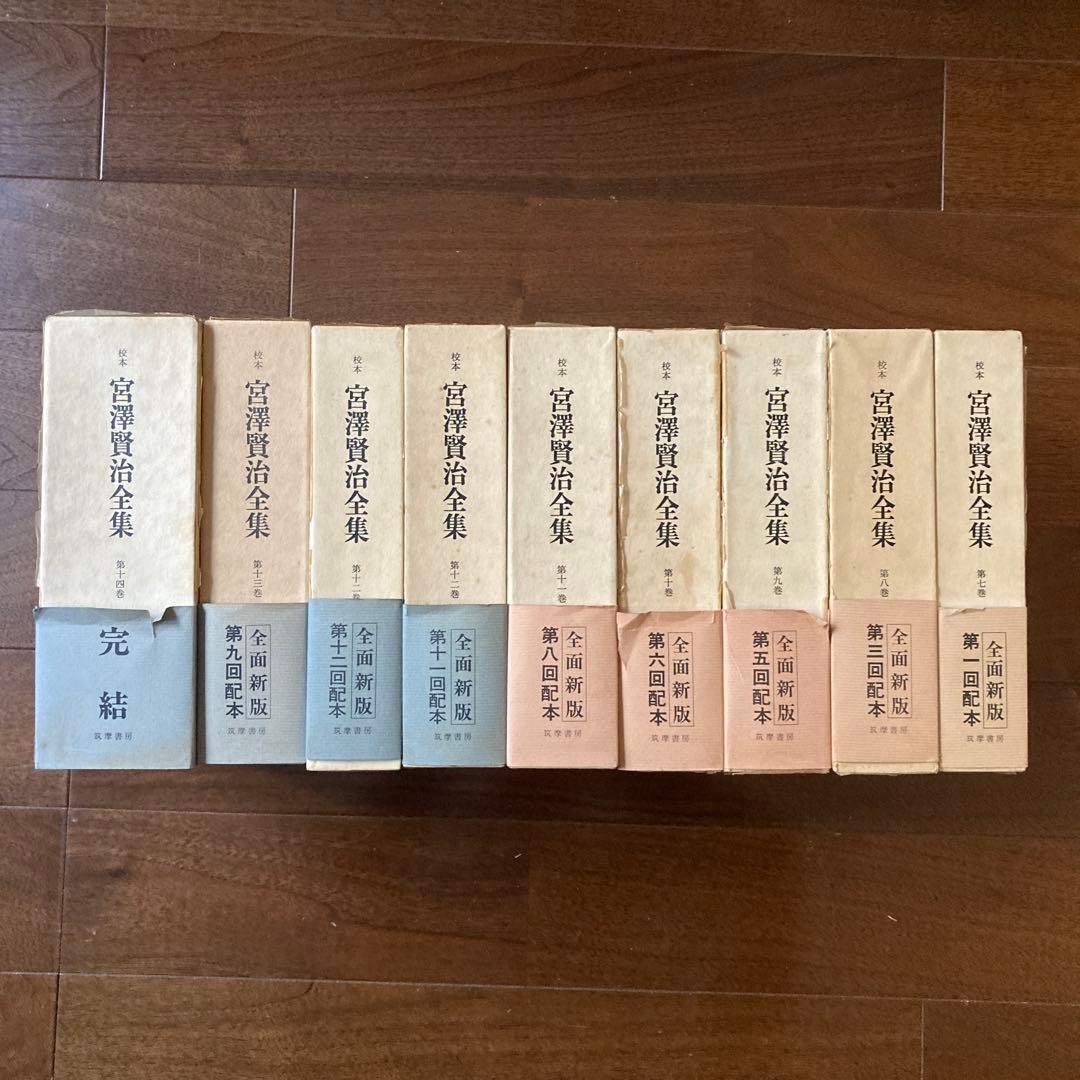 校本
宮澤賢治全集
第十四巻
完結
筑摩書房
校本
宮澤賢治全集
第十三巻
全面新版
第九回配本
筑摩書房
校本
宮澤賢治全集
第十二巻
全面新版
第十二回配本
筑摩書房
校本
宮澤賢治全集
第十二巻
全面新版
第十一回配本
筑摩書房
校本
宮澤賢治全集
第十一巻
全面新版
第八回配本
筑摩書房
校本
宮澤賢治全集
第十巻
全面新版
第六回配本
筑摩書房
校本
宮澤賢治全集
第九巻
全面新版
第五回配本
筑摩書房
校本
宮澤賢治全集
第八巻
全面新版
第三回配本
筑摩書房
校本
宮澤賢治全集
第七巻
全面新版
第一回配本
筑摩書房